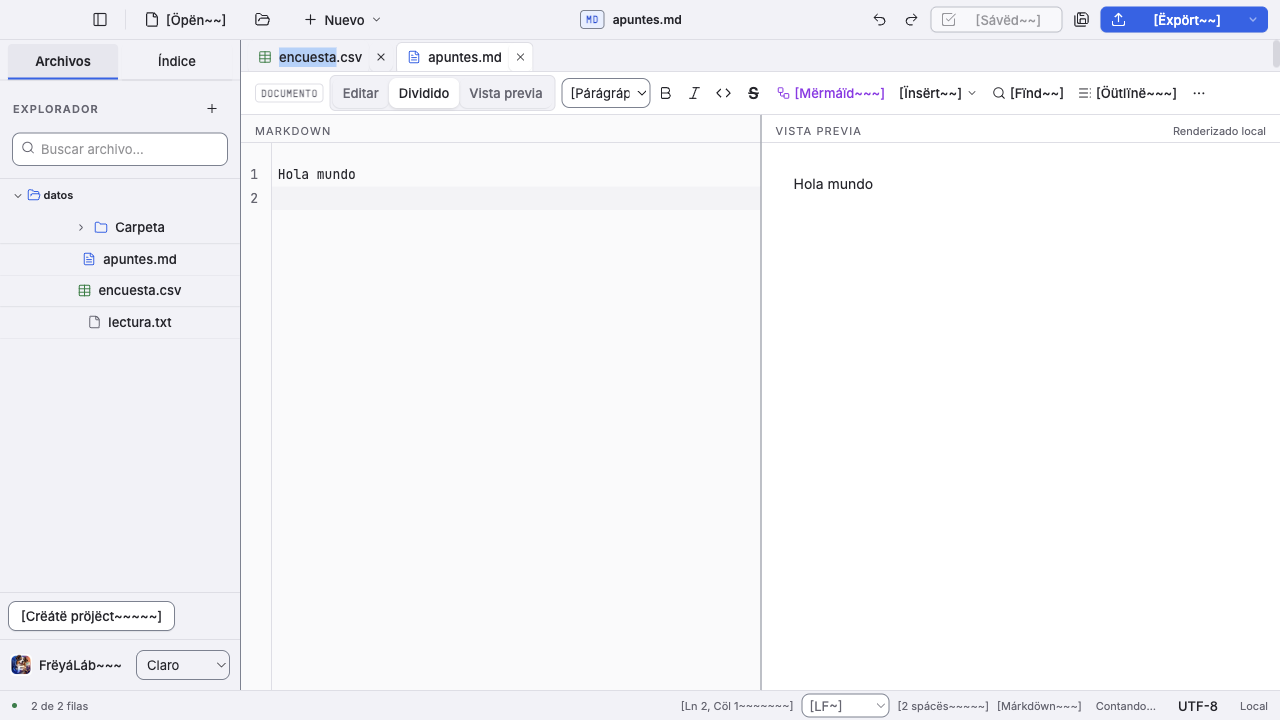 [Öpën~~]
Nuevo
MD apuntes.md
[Sávëd~~]
[Ëxpört~~]
Archivos
Índice
encuesta.csv
apuntes.md
EXPLORADOR
DOCUMENTO
Editar
Dividido
Vista previa
[Párágráp
[Mërmáïd~~~]
[Ïnsërt~~]
[Fïnd~~]
[Öütlïnë~~~]
MARKDOWN
VISTA PREVIA
Renderizado local
Buscar archivo...
1 Hola mundo
2
Hola mundo
datos
Carpeta
apuntes.md
encuesta.csv
lectura.txt
[Crëátë pröjëct~~~~~]
FrëyáLáb~~~
Claro
2 de 2 filas
[Ln 2, Cöl 1~~~~~~~]
[LF~]
[2 spácës~~~~~]
[Márkdöwn~~~]
Contando...
UTF-8
Local